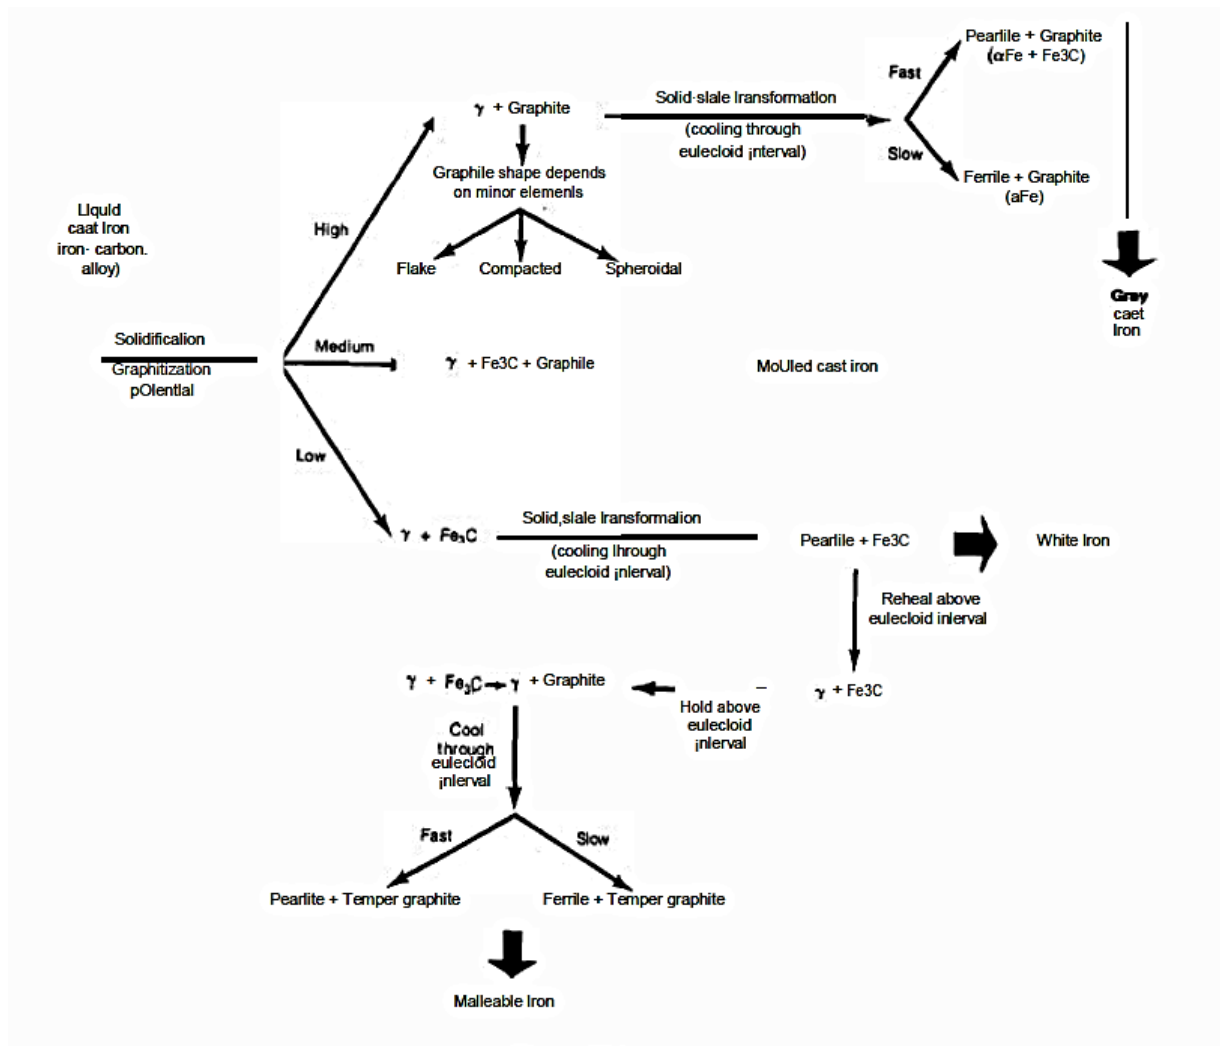 Pearlile + Graphite
(αFe + Fe3C)
Fast
Solid·slale lransformation
γ + Graphite
(cooling through
eulecloid ¡nterval)
Slow
Graphile shape depends
on minor elemenls
Ferrile + Graphite
(aFe)
LIquld
caat Iron
iron- carbon.
alloy)
High
Flake
Compacted
Spheroidal
Gray
caet
Iron
Solidificalion
Graphitization
pOlentlal
Medium
γ + Fe3C + Graphile
MoUled cast iron
Low
γ + Fe₃C
Solid,slale lransformalion
(cooling lhrough
eulecloid ¡nlerval)
Pearlile + Fe3C
White Iron
Reheal above
eulecloid inlerval
γ + Fe₃C → γ + Graphite
Hold above
eulecloid
¡nlerval
γ + Fe3C
Cool
through
eulecloid
¡nlerval
Fast
Slow
Pearlite + Temper graphite
Ferrile + Temper graphite
Malleable Iron